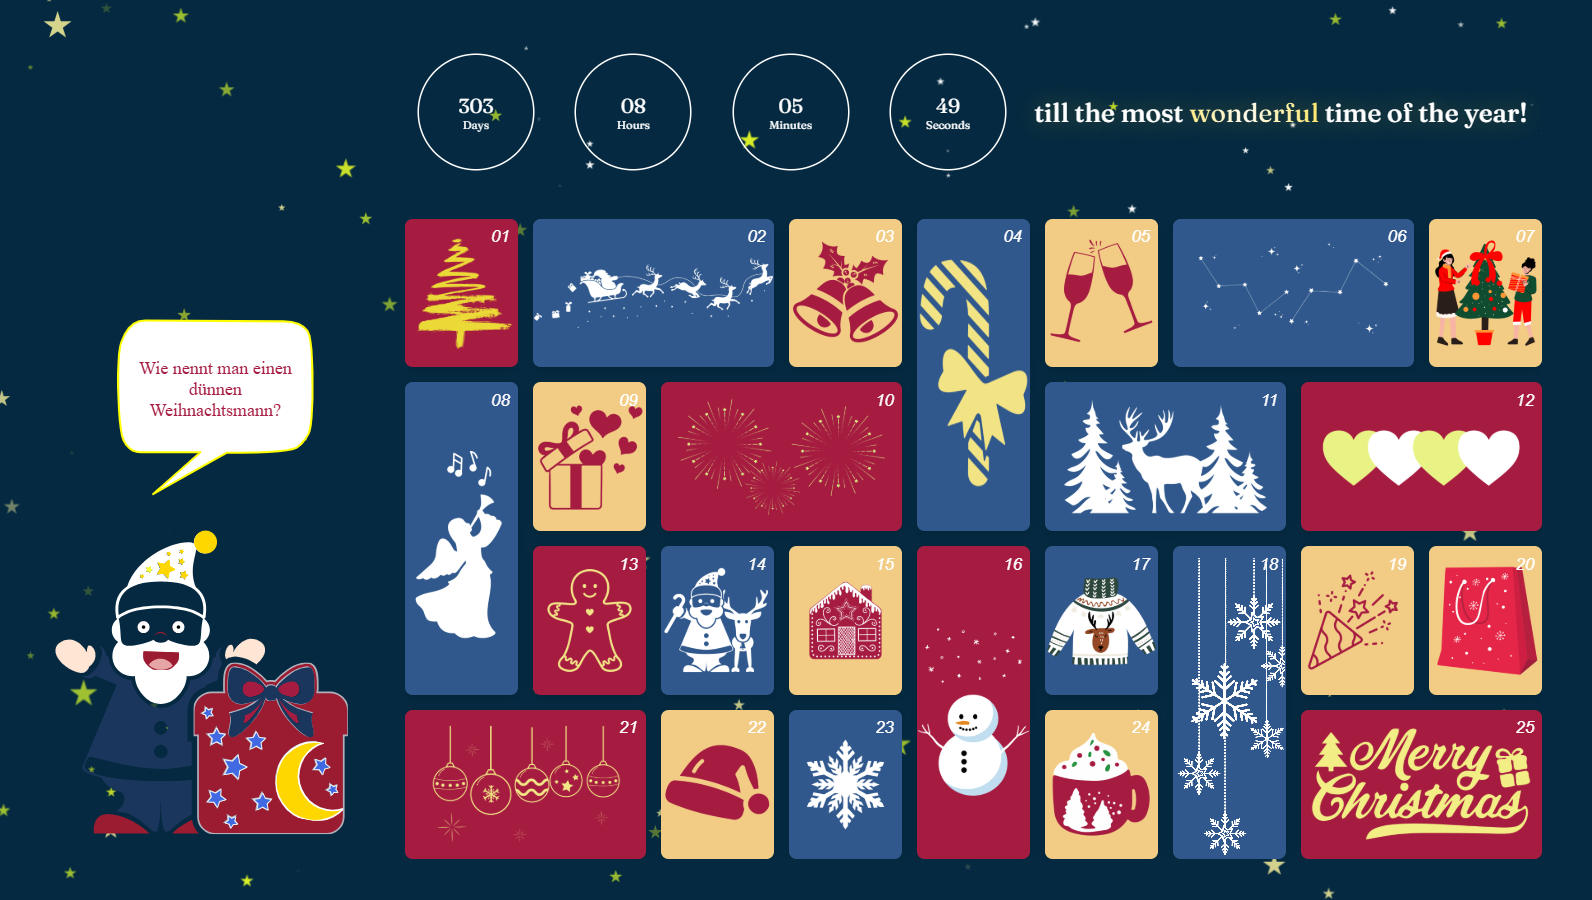 303
Days
08
Hours
05
Minutes
49
Seconds
till the most wonderful time of the year!
Wie nennt man einen
dünnen
Weihnachtsmann?
01
02
03
04
05
06
07
08
09
10
11
12
13
14
15
16
17
18
19
20
21
22
23
24
25
Merry
Christmas